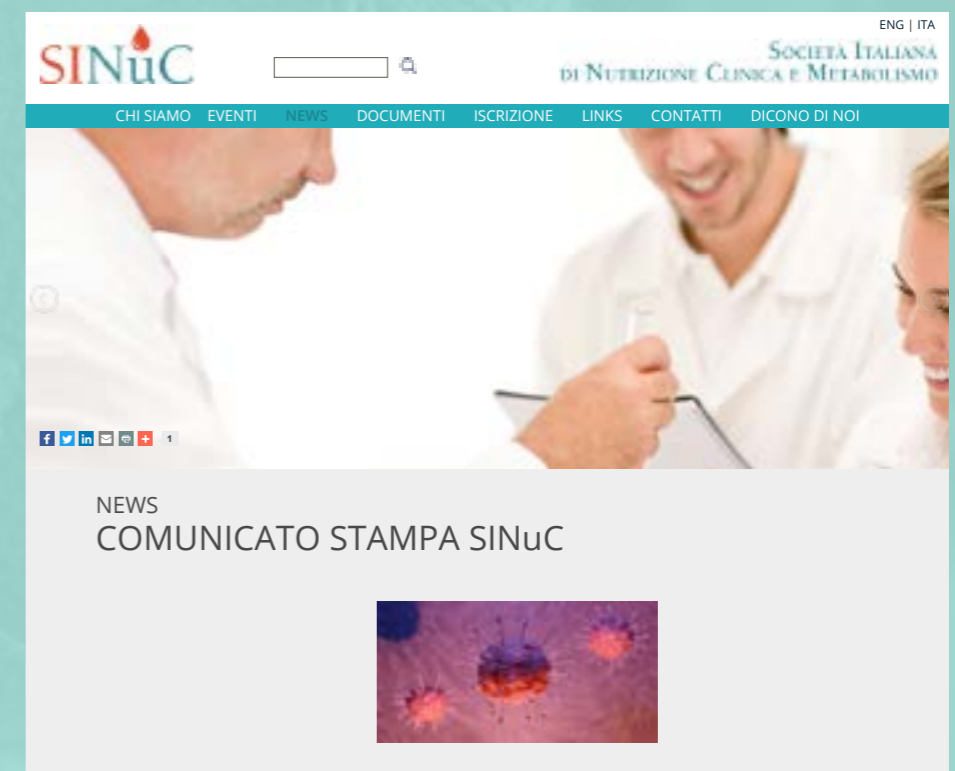 ENG | ITA
SINuC
SOCIETÀ ITALIANA
DI NUTRIZIONE CLINICA E METABOLISMO
CHI SIAMO EVENTI NEWS DOCUMENTI ISCRIZIONE LINKS CONTATTI DICONO DI NOI
1
NEWS
COMUNICATO STAMPA SINuC